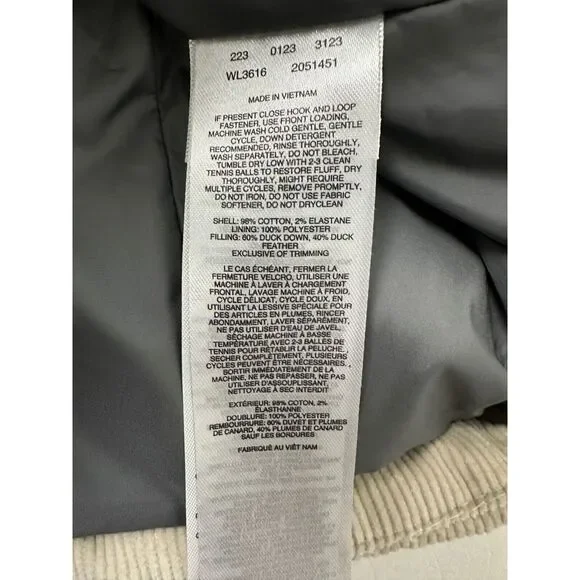 223 0123 3123
WL3616 2051451
MADE IN VIETNAM
IF PRESENT CLOSE HOOK AND LOOP
FASTENER, USE FRONT LOADING,
MACHINE WASH COLD GENTLE, GENTLE
CYCLE, DOWN DETERGENT
RECOMMENDED, RINSE THOROUGHLY,
WASH SEPARATELY, DO NOT BLEACH,
TUMBLE DRY LOW WITH 2-3 CLEAN
TENNIS BALLS TO RESTORE FLUFF, DRY
THOROUGHLY, MIGHT REQUIRE
MULTIPLE CYCLES, REMOVE PROMPTLY,
DO NOT IRON, DO NOT USE FABRIC
SOFTENER, DO NOT DRYCLEAN
SHELL: 98% COTTON, 2% ELASTANE
LINING: 100% POLYESTER
FILLING: 60% DUCK DOWN, 40% DUCK
FEATHER
EXCLUSIVE OF TRIMMING
LE CAS ÉCHÉANT, FERMER LA
FERMETURE VELCRO, UTILISER UNE
MACHINE À LAVER À CHARGEMENT
FRONTAL, LAVAGE MACHINE À FROID,
CYCLE DÉLICAT, CYCLE DOUX, EN
UTILISANT LA LESSIVE SPÉCIALE POUR
DES ARTICLES EN PLUMES, RINCER
ABONDAMMENT, LAVER SÉPARÉMENT,
NE PAS UTILISER D'EAU DE JAVEL,
SÉCHAGE MACHINE À BASSE
TEMPÉRATURE AVEC 2-3 BALLES DE
TENNIS POUR RÉTABLIR LA PELUCHE,
SECHER COMPLÈTEMENT, PLUSIEURS
CYCLES PEUVENT ÊTRE NÉCESSAIRES.,
SORTIR IMMÉDIATEMENT DE LA
MACHINE, NE PAS REPASSER, NE PAS
UTILISER D'ASSOUPLISSANT,
NETTOYAGE À SEC INTERDIT
EXTÉRIEUR: 98% COTON, 2%
ÉLASTHANNE
DOUBLURE: 100% POLYESTER
REMBOURRURE: 60% DUVET ET PLUMES
DE CANARD, 40% PLUMES DE CANARD
SAUF LES BORDURES
FABRIQUÉ AU VIÊT NAM